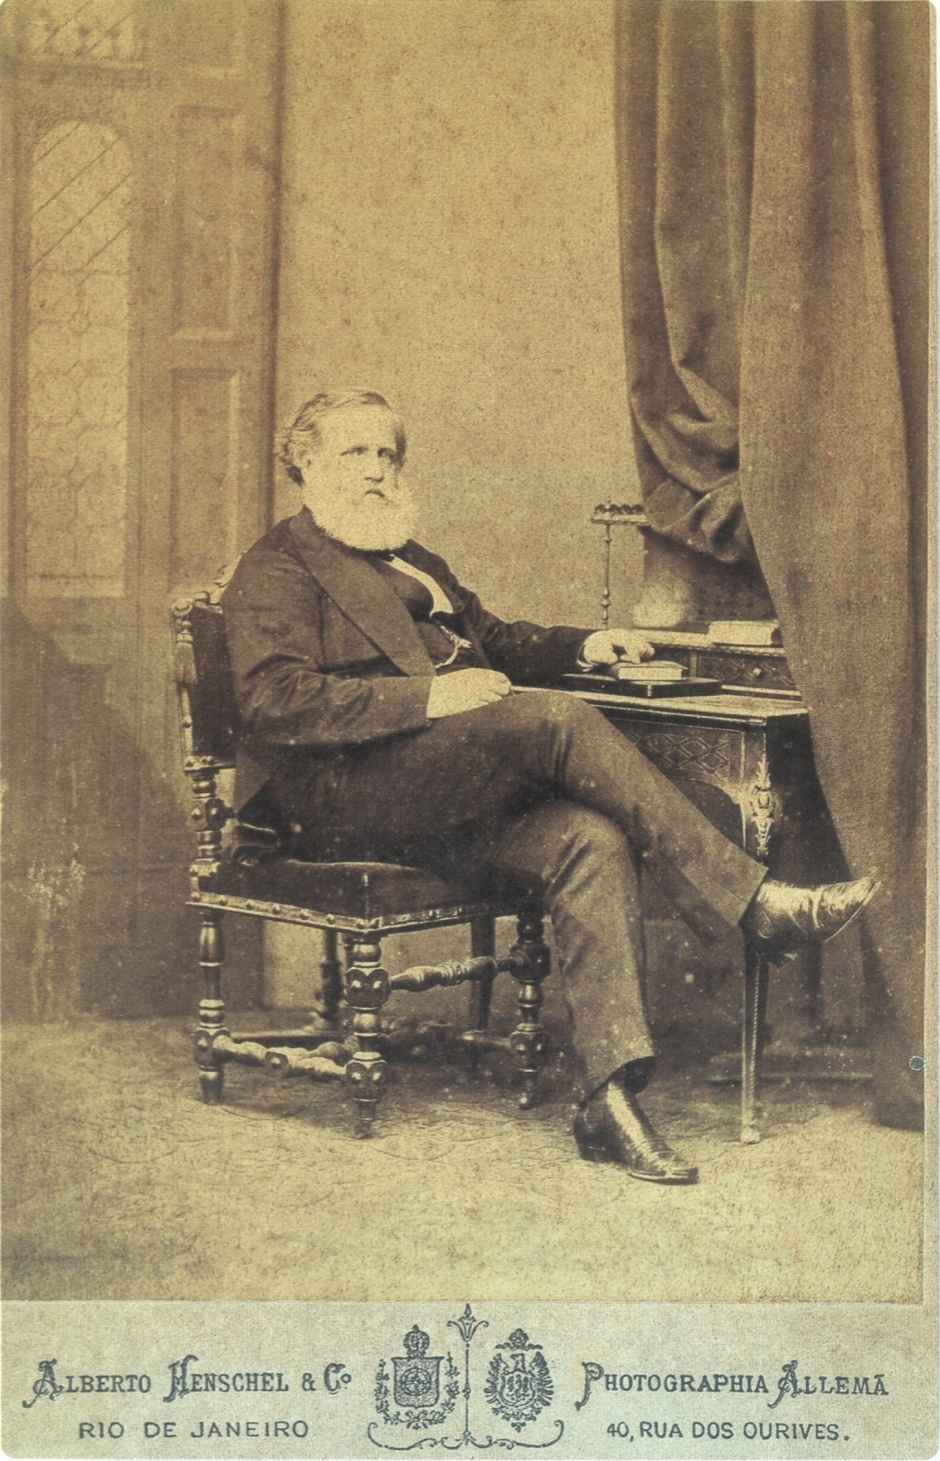 ALBERTO HENSCHEL & Co
RIO DE JANEIRO
PHOTOGRAPHIA ALLEMÃ
40, RUA DOS OURIVES.